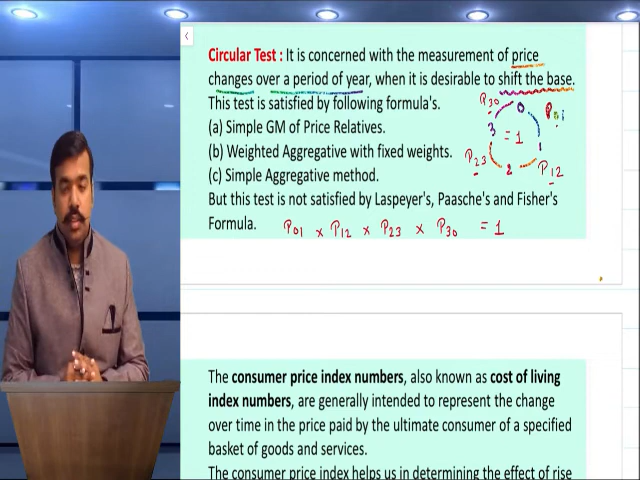 Circular Test : It is concerned with the measurement of price
changes over a period of year, when it is desirable to shift the base.
This test is satisfied by following formula's.
(a) Simple GM of Price Relatives.
(b) Weighted Aggregative with fixed weights.
(c) Simple Aggregative method.
But this test is not satisfied by Laspeyer's, Paasche's and Fisher's
Formula. P01 × P12 × P23 × P30 = 1
P30 0 P01
3 = 1 1
P23 2 P12
The consumer price index numbers, also known as cost of living
index numbers, are generally intended to represent the change
over time in the price paid by the ultimate consumer of a specified
basket of goods and services.
The consumer price index helps us in determining the effect of rise